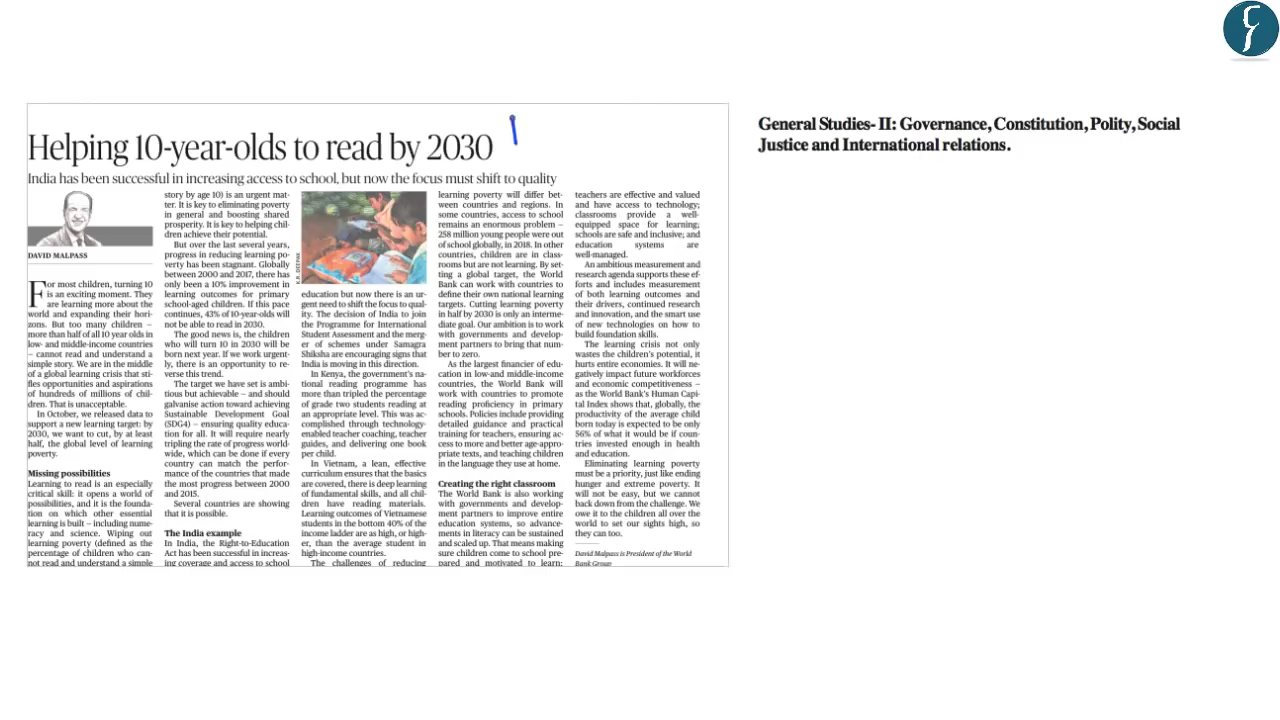 Helping 10-year-olds to read by 2030
India has been successful in increasing access to school, but now the focus must shift to quality
DAVID MALPASS
For most children, turning 10
is an exciting moment. They
are learning more about the
world and expanding their hori-
zons. But too many children –
more than half of all 10 year olds in
low- and middle-income countries
– cannot read and understand a
simple story. We are in the middle
of a global learning crisis that sti-
fles opportunities and aspirations
of hundreds of millions of chil-
dren. That is unacceptable.
In October, we released data to
support a new learning target: by
2030, we want to cut, by at least
half, the global level of learning
poverty.
Missing possibilities
Learning to read is an especially
critical skill: it opens a world of
possibilities, and it is the founda-
tion on which other essential
learning is built – including nume-
racy and science. Wiping out
learning poverty (defined as the
percentage of children who can-
not read and understand a simple
story by age 10) is an urgent mat-
ter. It is key to eliminating poverty
in general and boosting shared
prosperity. It is key to helping chil-
dren achieve their potential.
But over the last several years,
progress in reducing learning po-
verty has been stagnant. Globally
between 2000 and 2017, there has
only been a 10% improvement in
learning outcomes for primary
school-aged children. If this pace
continues, 43% of 10-year-olds will
not be able to read in 2030.
The good news is, the children
who will turn 10 in 2030 will be
born next year. If we work urgent-
ly, there is an opportunity to re-
verse this trend.
The target we have set is ambi-
tious but achievable – and should
galvanise action toward achieving
Sustainable Development Goal
(SDG4) – ensuring quality educa-
tion for all. It will require nearly
tripling the rate of progress world-
wide, which can be done if every
country can match the perfor-
mance of the countries that made
the most progress between 2000
and 2015.
Several countries are showing
that it is possible.
The India example
In India, the Right-to-Education
Act has been successful in increas-
ing coverage and access to school
K.R. DEEPAK
education but now there is an ur-
gent need to shift the focus to qual-
ity. The decision of India to join
the Programme for International
Student Assessment and the merg-
er of schemes under Samagra
Shiksha are encouraging signs that
India is moving in this direction.
In Kenya, the government's na-
tional reading programme has
more than tripled the percentage
of grade two students reading at
an appropriate level. This was ac-
complished through technology-
enabled teacher coaching, teacher
guides, and delivering one book
per child.
In Vietnam, a lean, effective
curriculum ensures that the basics
are covered, there is deep learning
of fundamental skills, and all chil-
dren have reading materials.
Learning outcomes of Vietnamese
students in the bottom 40% of the
income ladder are as high, or high-
er, than the average student in
high-income countries.
The challenges of reducing
learning poverty will differ bet-
ween countries and regions. In
some countries, access to school
remains an enormous problem –
258 million young people were out
of school globally, in 2018. In other
countries, children are in class-
rooms but are not learning. By set-
ting a global target, the World
Bank can work with countries to
define their own national learning
targets. Cutting learning poverty
in half by 2030 is only an interme-
diate goal. Our ambition is to work
with governments and develop-
ment partners to bring that num-
ber to zero.
As the largest financier of edu-
cation in low-and middle-income
countries, the World Bank will
work with countries to promote
reading proficiency in primary
schools. Policies include providing
detailed guidance and practical
training for teachers, ensuring ac-
cess to more and better age-appro-
priate texts, and teaching children
in the language they use at home.
Creating the right classroom
The World Bank is also working
with governments and develop-
ment partners to improve entire
education systems, so advance-
ments in literacy can be sustained
and scaled up. That means making
sure children come to school pre-
pared and motivated to learn;
teachers are effective and valued
and have access to technology;
classrooms provide a well-
equipped space for learning;
schools are safe and inclusive; and
education systems are
well-managed.
An ambitious measurement and
research agenda supports these ef-
forts and includes measurement
of both learning outcomes and
their drivers, continued research
and innovation, and the smart use
of new technologies on how to
build foundation skills.
The learning crisis not only
wastes the children's potential, it
hurts entire economies. It will ne-
gatively impact future workforces
and economic competitiveness –
as the World Bank's Human Capi-
tal Index shows that, globally, the
productivity of the average child
born today is expected to be only
56% of what it would be if coun-
tries invested enough in health
and education.
Eliminating learning poverty
must be a priority, just like ending
hunger and extreme poverty. It
will not be easy, but we cannot
back down from the challenge. We
owe it to the children all over the
world to set our sights high, so
they can too.
David Malpass is President of the World
Bank Group
General Studies- II: Governance, Constitution, Polity, Social
Justice and International relations.